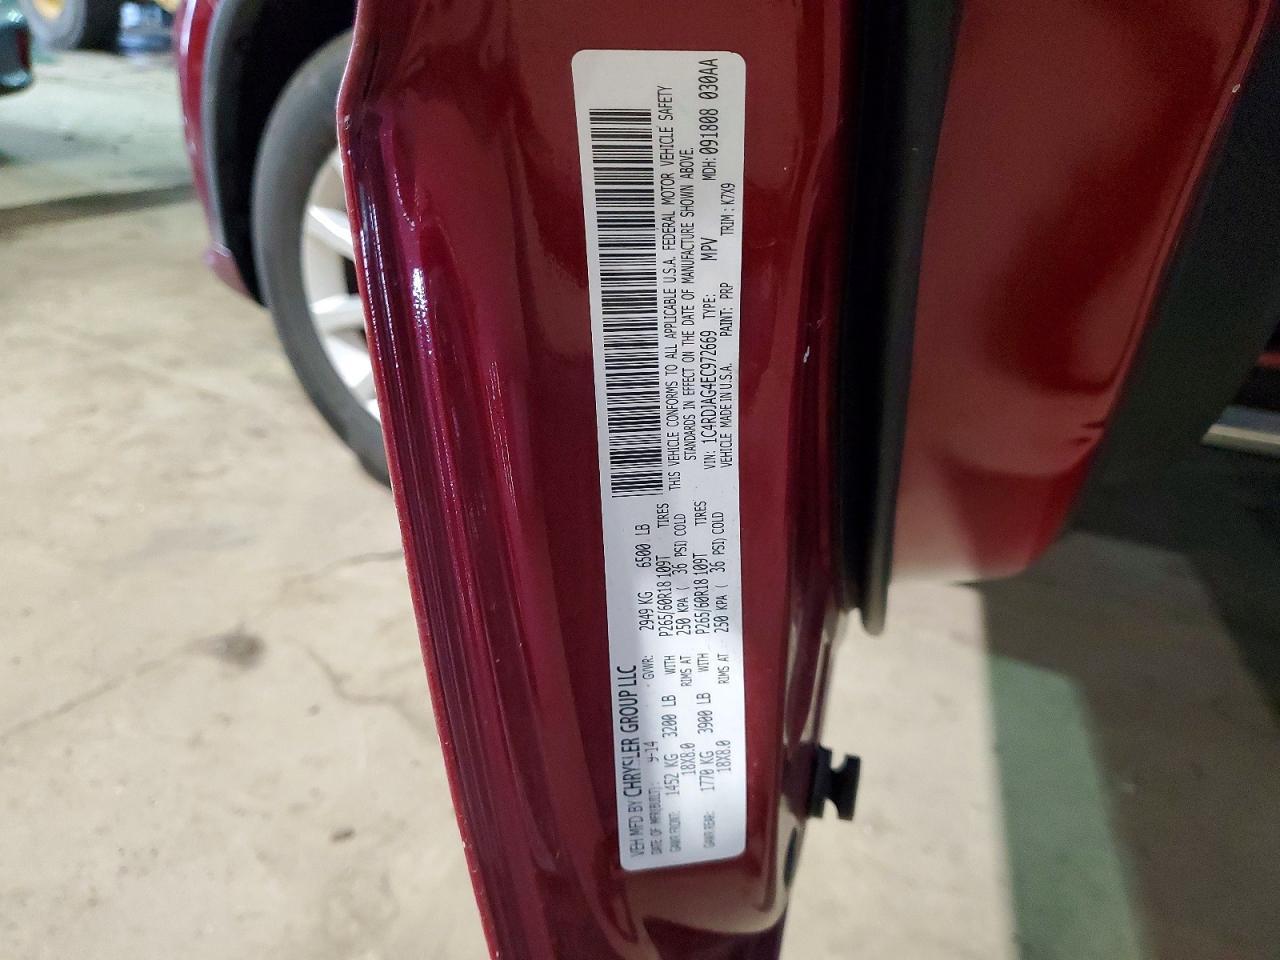 VEH MFD BY CHRYSLER GROUP LLC
DATE OF MFR(BUILT): 9-14 GVWR: 2949 KG 6500 LB
GAWR FRONT: 1452 KG 3200 LB WITH P265/60R18 109T TIRES
18X8.0 RIMS AT 250 KPA ( 36 PSI) COLD
GAWR REAR: 1770 KG 3900 LB WITH P265/60R18 109T TIRES
18X8.0 RIMS AT 250 KPA ( 36 PSI) COLD
THIS VEHICLE CONFORMS TO ALL APPLICABLE U.S.A. FEDERAL MOTOR VEHICLE SAFETY
STANDARDS IN EFFECT ON THE DATE OF MANUFACTURE SHOWN ABOVE.
VIN: 1C4RDJAG4EC972669 TYPE: MPV MDH: 091808 030AA
VEHICLE MADE IN U.S.A. PAINT: PRP TRIM: K7X9